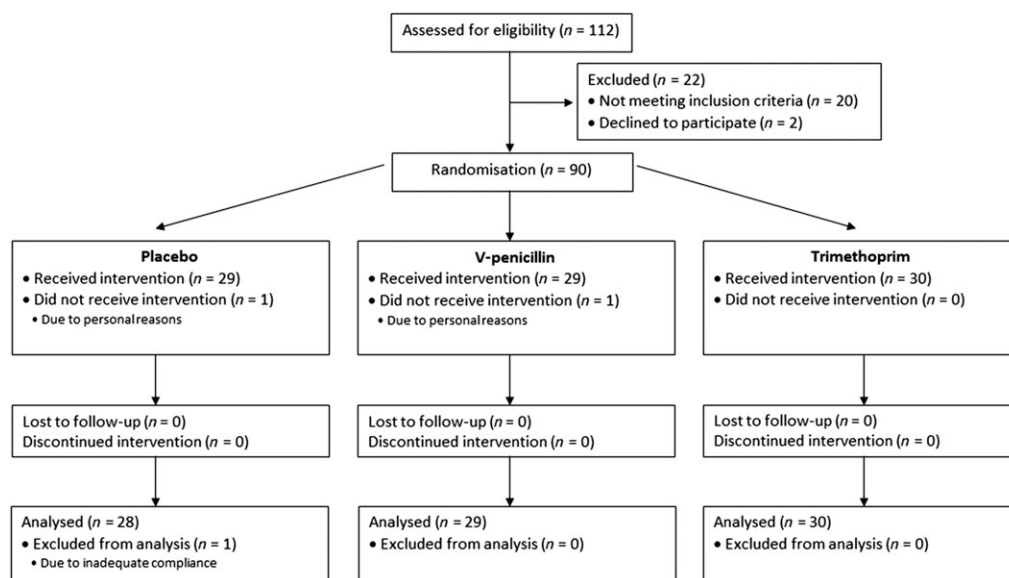 Assessed for eligibility (n = 112)
Excluded (n = 22)
• Not meeting inclusion criteria (n = 20)
• Declined to participate (n = 2)
Randomisation (n = 90)
Placebo
• Received intervention (n = 29)
• Did not receive intervention (n = 1)
• Due to personal reasons
V-penicillin
• Received intervention (n = 29)
• Did not receive intervention (n = 1)
• Due to personal reasons
Trimethoprim
• Received intervention (n = 30)
• Did not receive intervention (n = 0)
Lost to follow-up (n = 0)
Discontinued intervention (n = 0)
Lost to follow-up (n = 0)
Discontinued intervention (n = 0)
Lost to follow-up (n = 0)
Discontinued intervention (n = 0)
Analysed (n = 28)
• Excluded from analysis (n = 1)
• Due to inadequate compliance
Analysed (n = 29)
• Excluded from analysis (n = 0)
Analysed (n = 30)
• Excluded from analysis (n = 0)